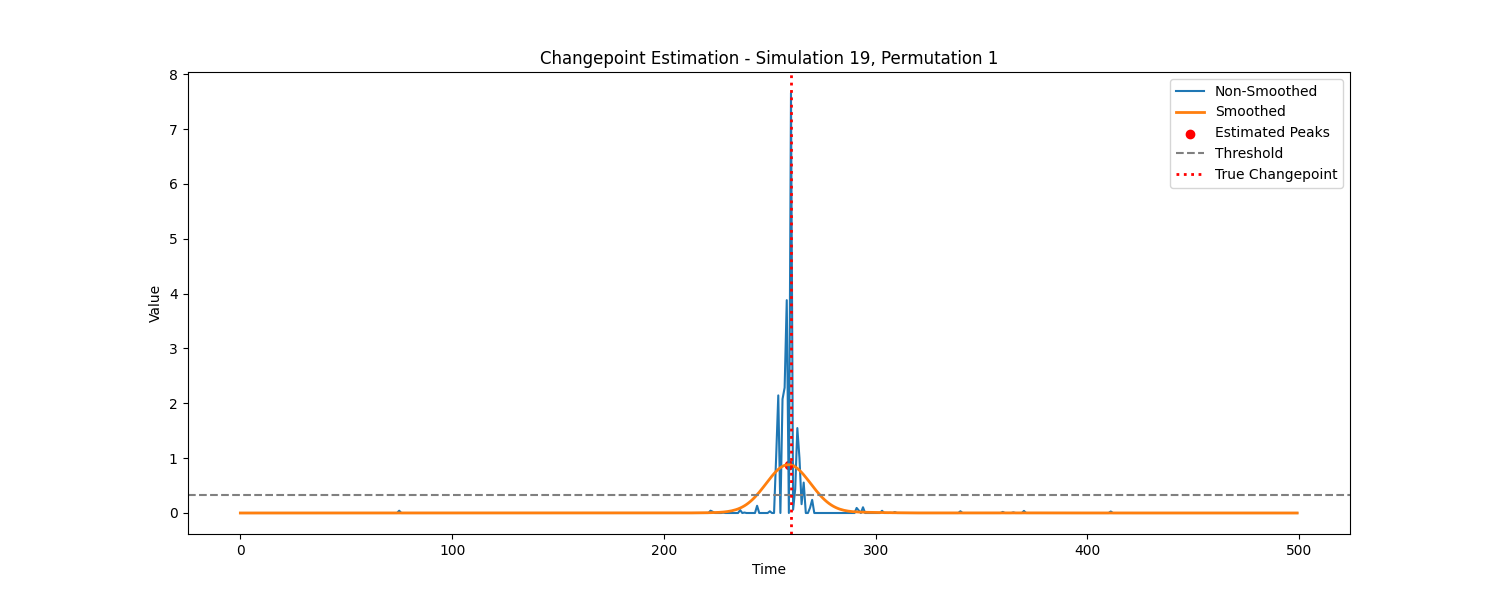 Changepoint Estimation - Simulation 19, Permutation 1
8
7
6
5
4
3
2
1
0
Value
0 100 200 300 400 500
Time
Non-Smoothed
Smoothed
Estimated Peaks
Threshold
True Changepoint